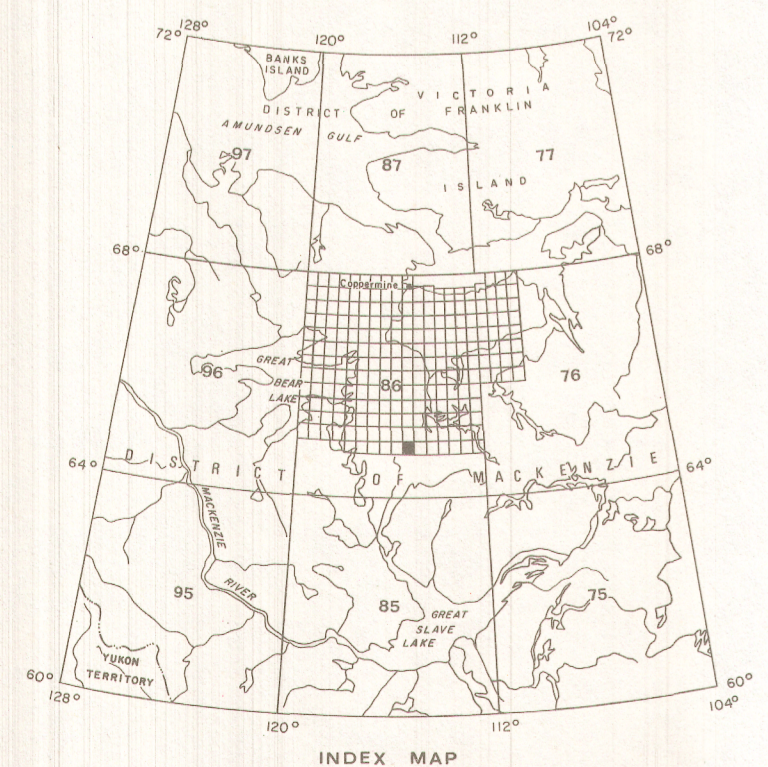 128° 120° 112° 104°
72° 72°
BANKS
ISLAND
VICTORIA
DISTRICT OF FRANKLIN
AMUNDSEN GULF
97 87 77
ISLAND
68° 68°
Coppermine
GREAT
96 86 76
BEAR
LAKE
64° DISTRICT OF MACKENZIE 64°
MACKENZIE
RIVER
95 85 75
GREAT
SLAVE
LAKE
YUKON
TERRITORY
60° 60°
128° 120° 112° 104°
INDEX MAP